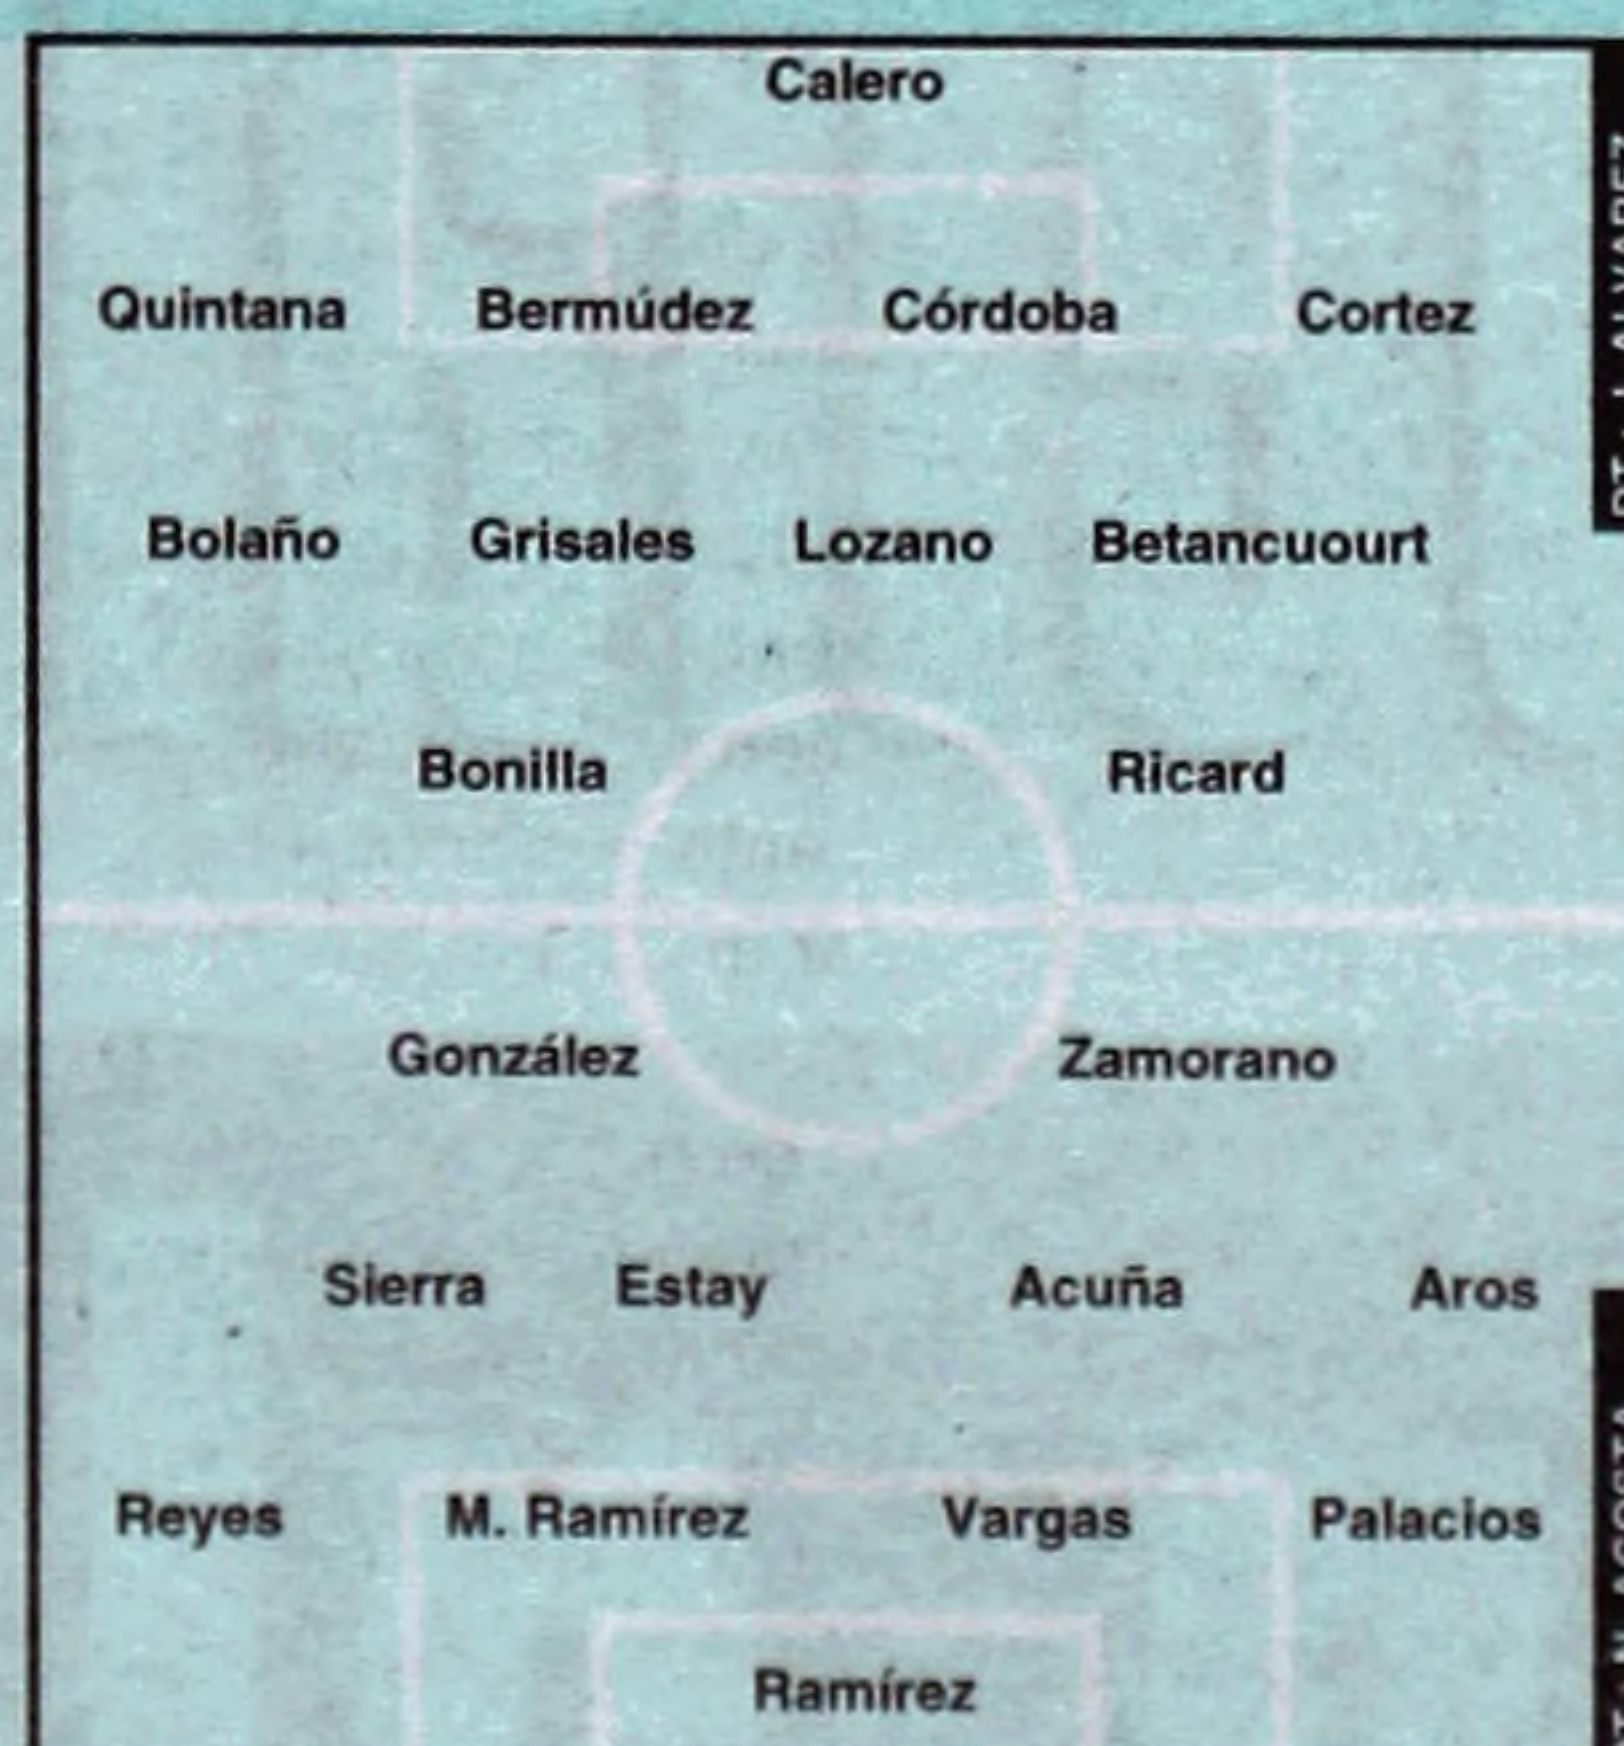 Calero
Quintana Bermúdez Córdoba Cortez
Bolaño Grisales Lozano Betancuourt
Bonilla Ricard
González Zamorano
Sierra Estay Acuña Aros
Reyes M. Ramírez Vargas Palacios
Ramírez